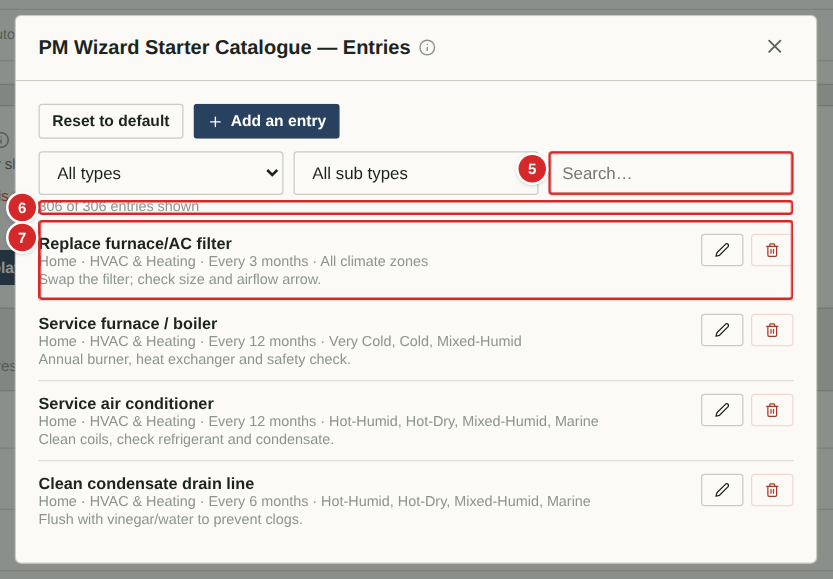 PM Wizard Starter Catalogue — Entries
Reset to default
+ Add an entry
All types
All sub types
5
Search…
6
306 of 306 entries shown
7
Replace furnace/AC filter
Home · HVAC & Heating · Every 3 months · All climate zones
Swap the filter; check size and airflow arrow.
Service furnace / boiler
Home · HVAC & Heating · Every 12 months · Very Cold, Cold, Mixed-Humid
Annual burner, heat exchanger and safety check.
Service air conditioner
Home · HVAC & Heating · Every 12 months · Hot-Humid, Hot-Dry, Mixed-Humid, Marine
Clean coils, check refrigerant and condensate.
Clean condensate drain line
Home · HVAC & Heating · Every 6 months · Hot-Humid, Hot-Dry, Mixed-Humid, Marine
Flush with vinegar/water to prevent clogs.